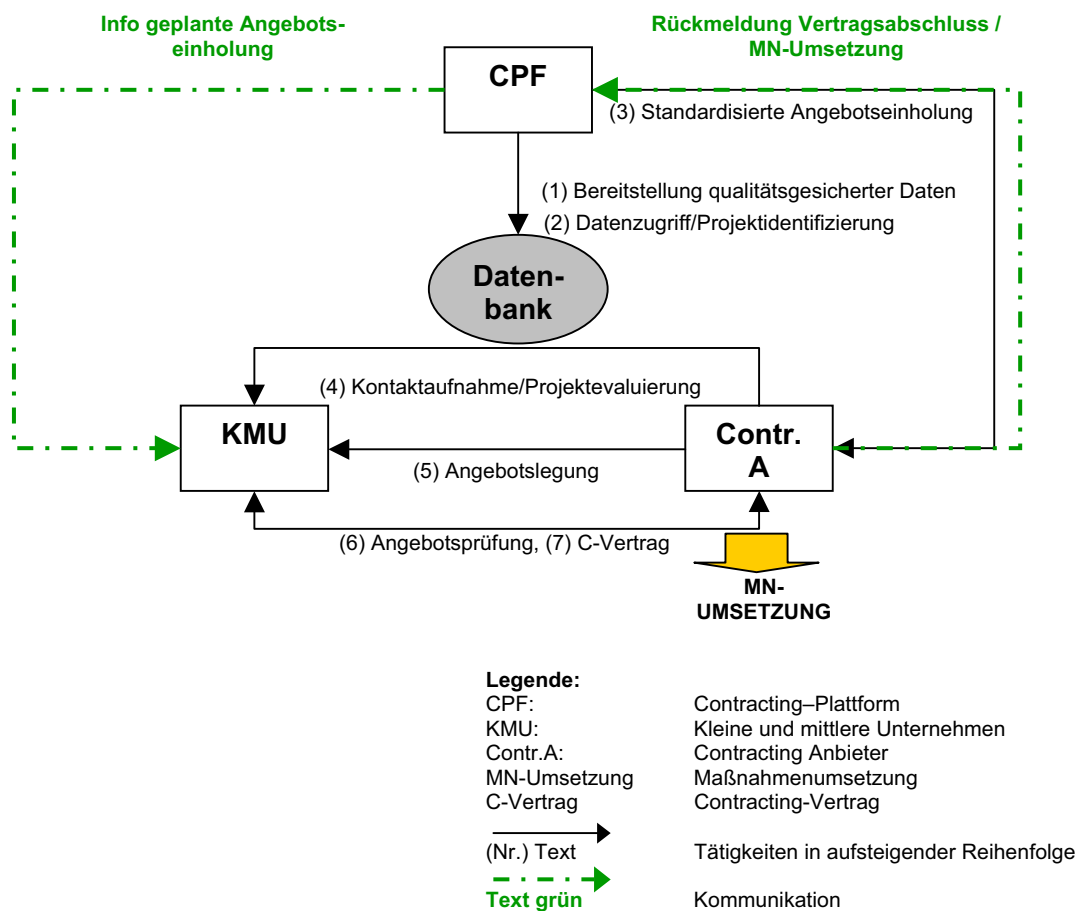 Info geplante Angebots-
einholung
Rückmeldung Vertragsabschluss /
MN-Umsetzung
CPF
(3) Standardisierte Angebotseinholung
(1) Bereitstellung qualitätsgesicherter Daten
(2) Datenzugriff/Projektidentifizierung
Daten-
bank
(4) Kontaktaufnahme/Projektevaluierung
KMU
Contr.
A
(5) Angebotslegung
(6) Angebotsprüfung, (7) C-Vertrag
MN-
UMSETZUNG
Legende:
CPF: Contracting–Plattform
KMU: Kleine und mittlere Unternehmen
Contr.A: Contracting Anbieter
MN-Umsetzung Maßnahmenumsetzung
C-Vertrag Contracting-Vertrag
(Nr.) Text Tätigkeiten in aufsteigender Reihenfolge
Text grün Kommunikation